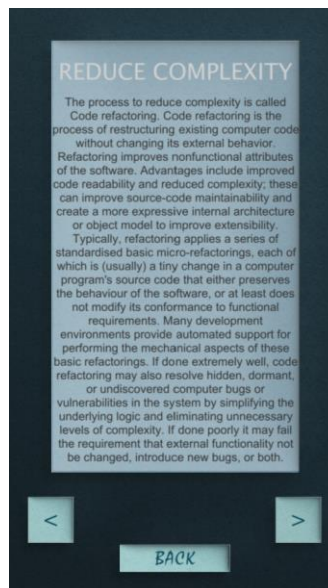 REDUCE COMPLEXITY
The process to reduce complexity is called
Code refactoring. Code refactoring is the
process of restructuring existing computer code
without changing its external behavior.
Refactoring improves nonfunctional attributes
of the software. Advantages include improved
code readability and reduced complexity; these
can improve source-code maintainability and
create a more expressive internal architecture
or object model to improve extensibility.
Typically, refactoring applies a series of
standardised basic micro-refactorings, each of
which is (usually) a tiny change in a computer
program's source code that either preserves
the behaviour of the software, or at least does
not modify its conformance to functional
requirements. Many development
environments provide automated support for
performing the mechanical aspects of these
basic refactorings. If done extremely well, code
refactoring may also resolve hidden, dormant,
or undiscovered computer bugs or
vulnerabilities in the system by simplifying the
underlying logic and eliminating unnecessary
levels of complexity. If done poorly it may fail
the requirement that external functionality not
be changed, introduce new bugs, or both.
< >
BACK